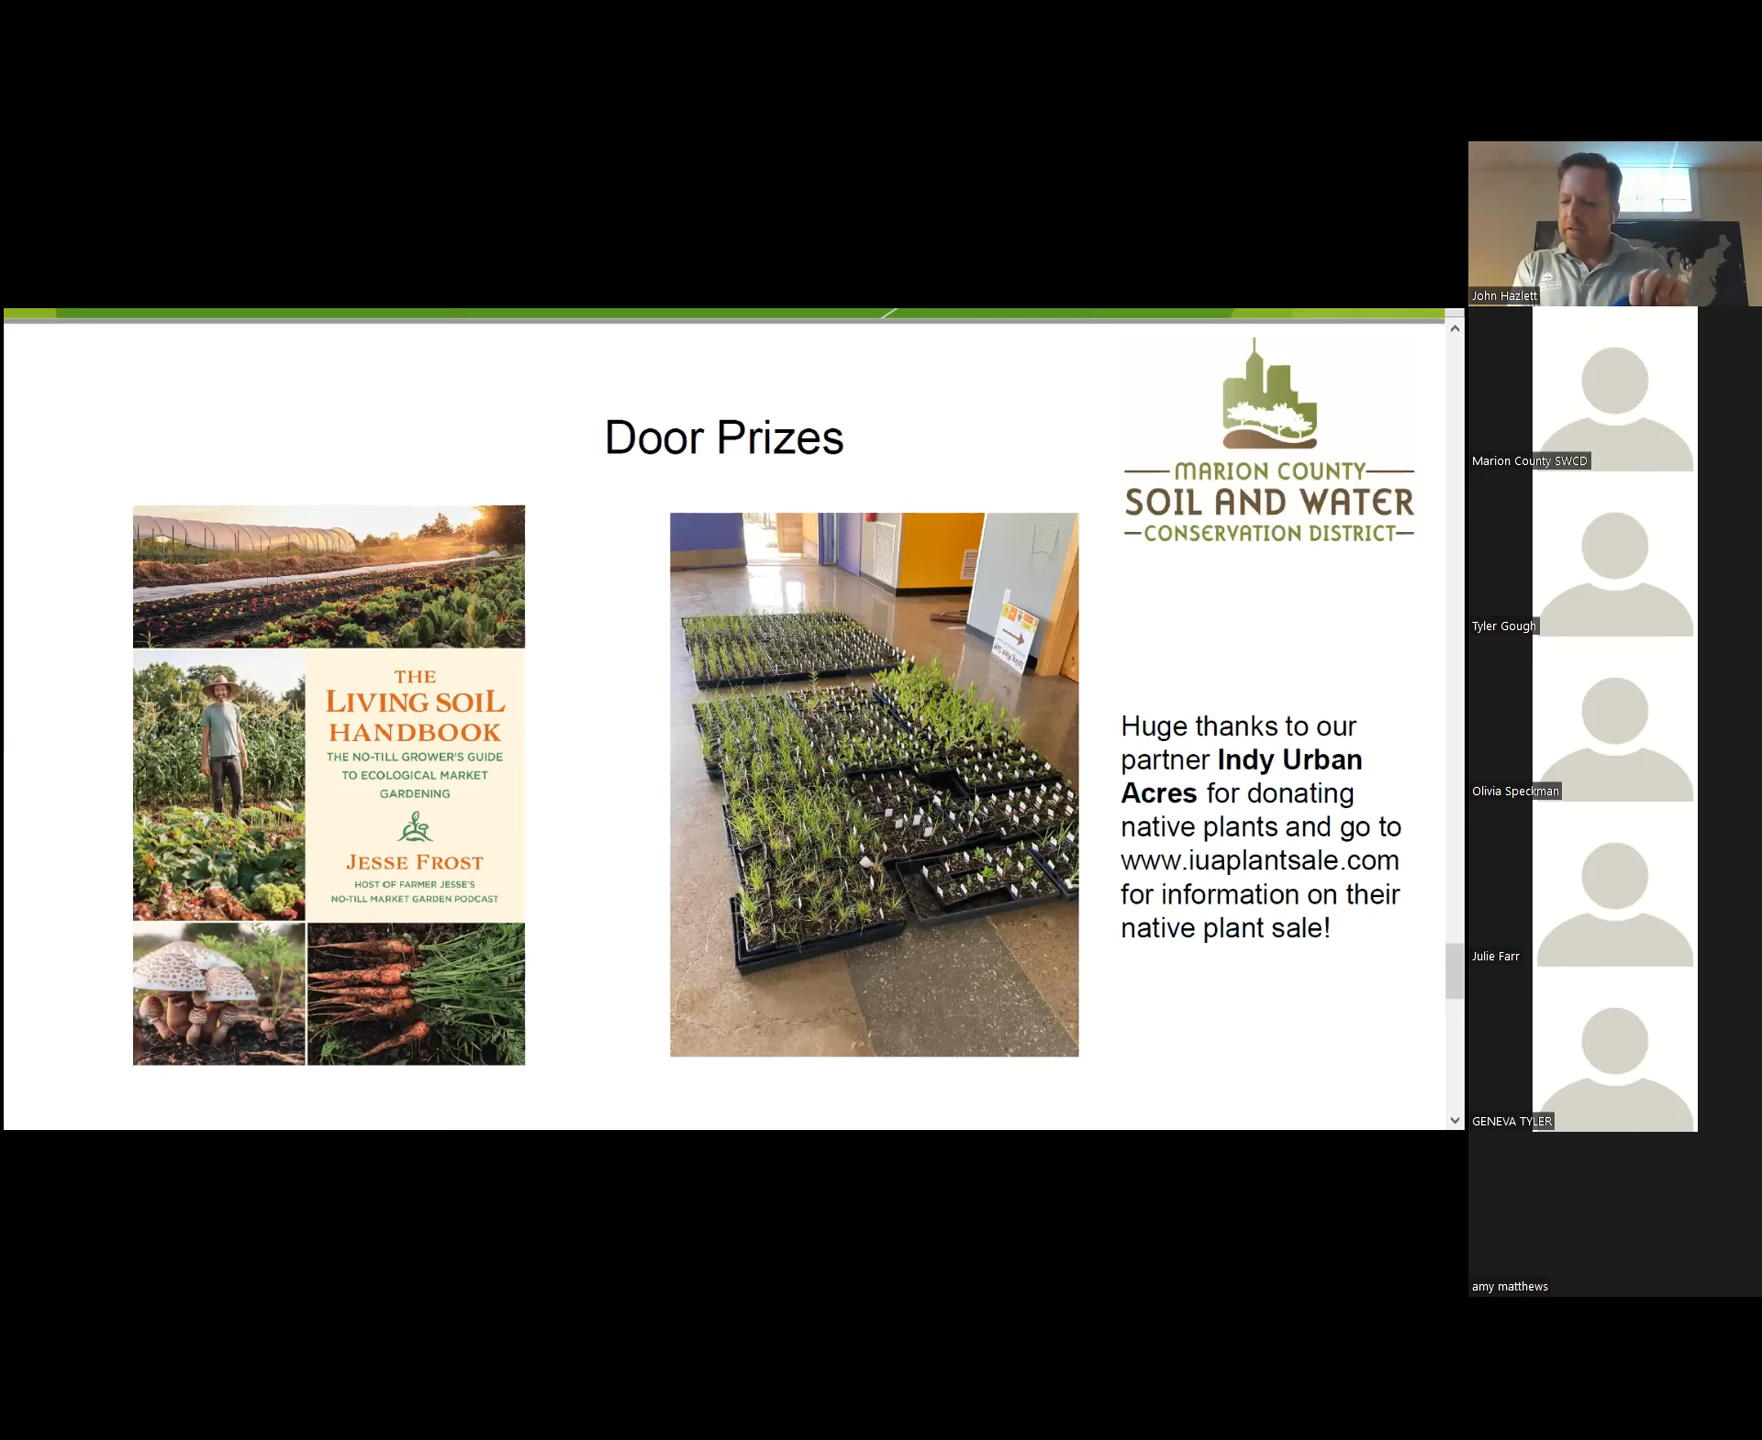 Door Prizes
MARION COUNTY
SOIL AND WATER
CONSERVATION DISTRICT
THE
LIVING SOIL
HANDBOOK
THE NO-TILL GROWER'S GUIDE
TO ECOLOGICAL MARKET
GARDENING
JESSE FROST
HOST OF FARMER JESSE'S
NO-TILL MARKET GARDEN PODCAST
Huge thanks to our
partner Indy Urban
Acres for donating
native plants and go to
www.iuaplantsale.com
for information on their
native plant sale!
John Hazlett
Marion County SWCD
Tyler Gough
Olivia Speckman
Julie Farr
GENEVA TYLER
amy matthews